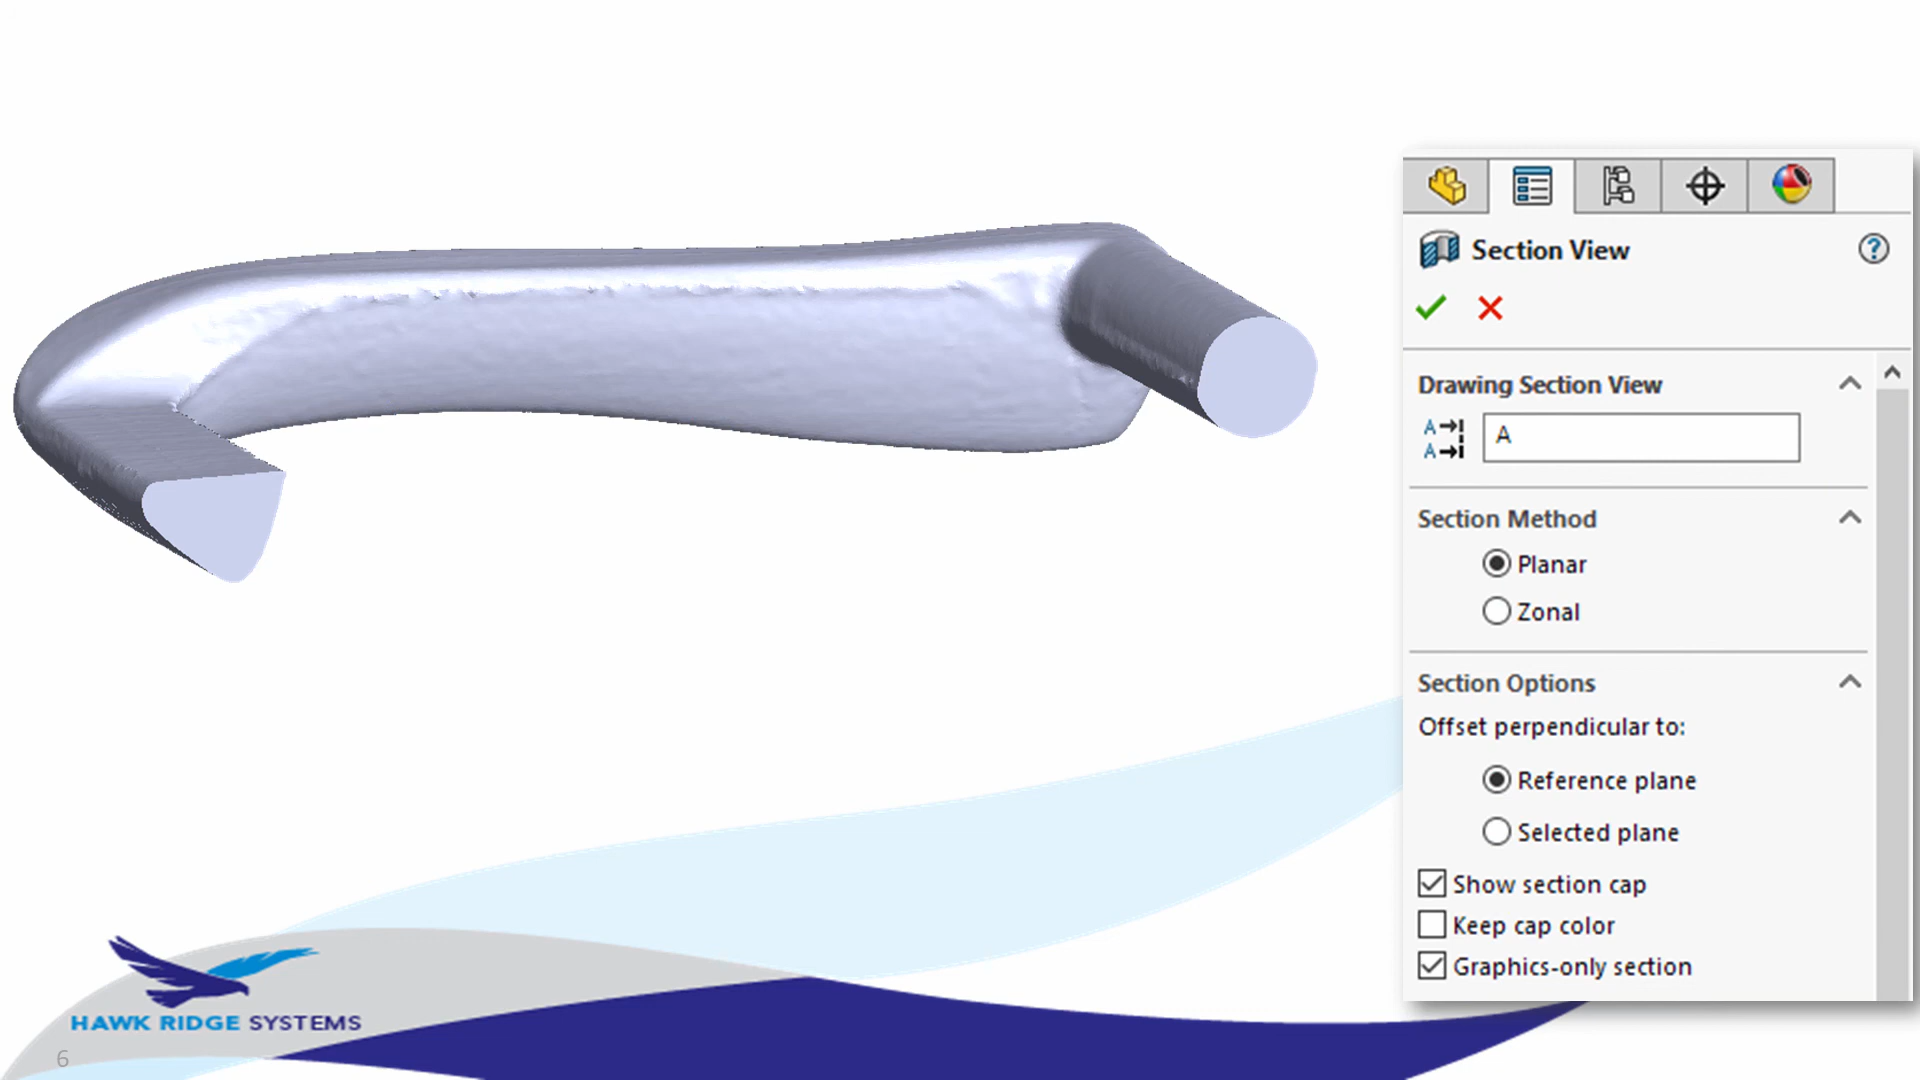 Section View
?
Drawing Section View
A
A
A
Section Method
Planar
Zonal
Section Options
Offset perpendicular to:
Reference plane
Selected plane
Show section cap
Keep cap color
Graphics-only section
HAWK RIDGE SYSTEMS
6